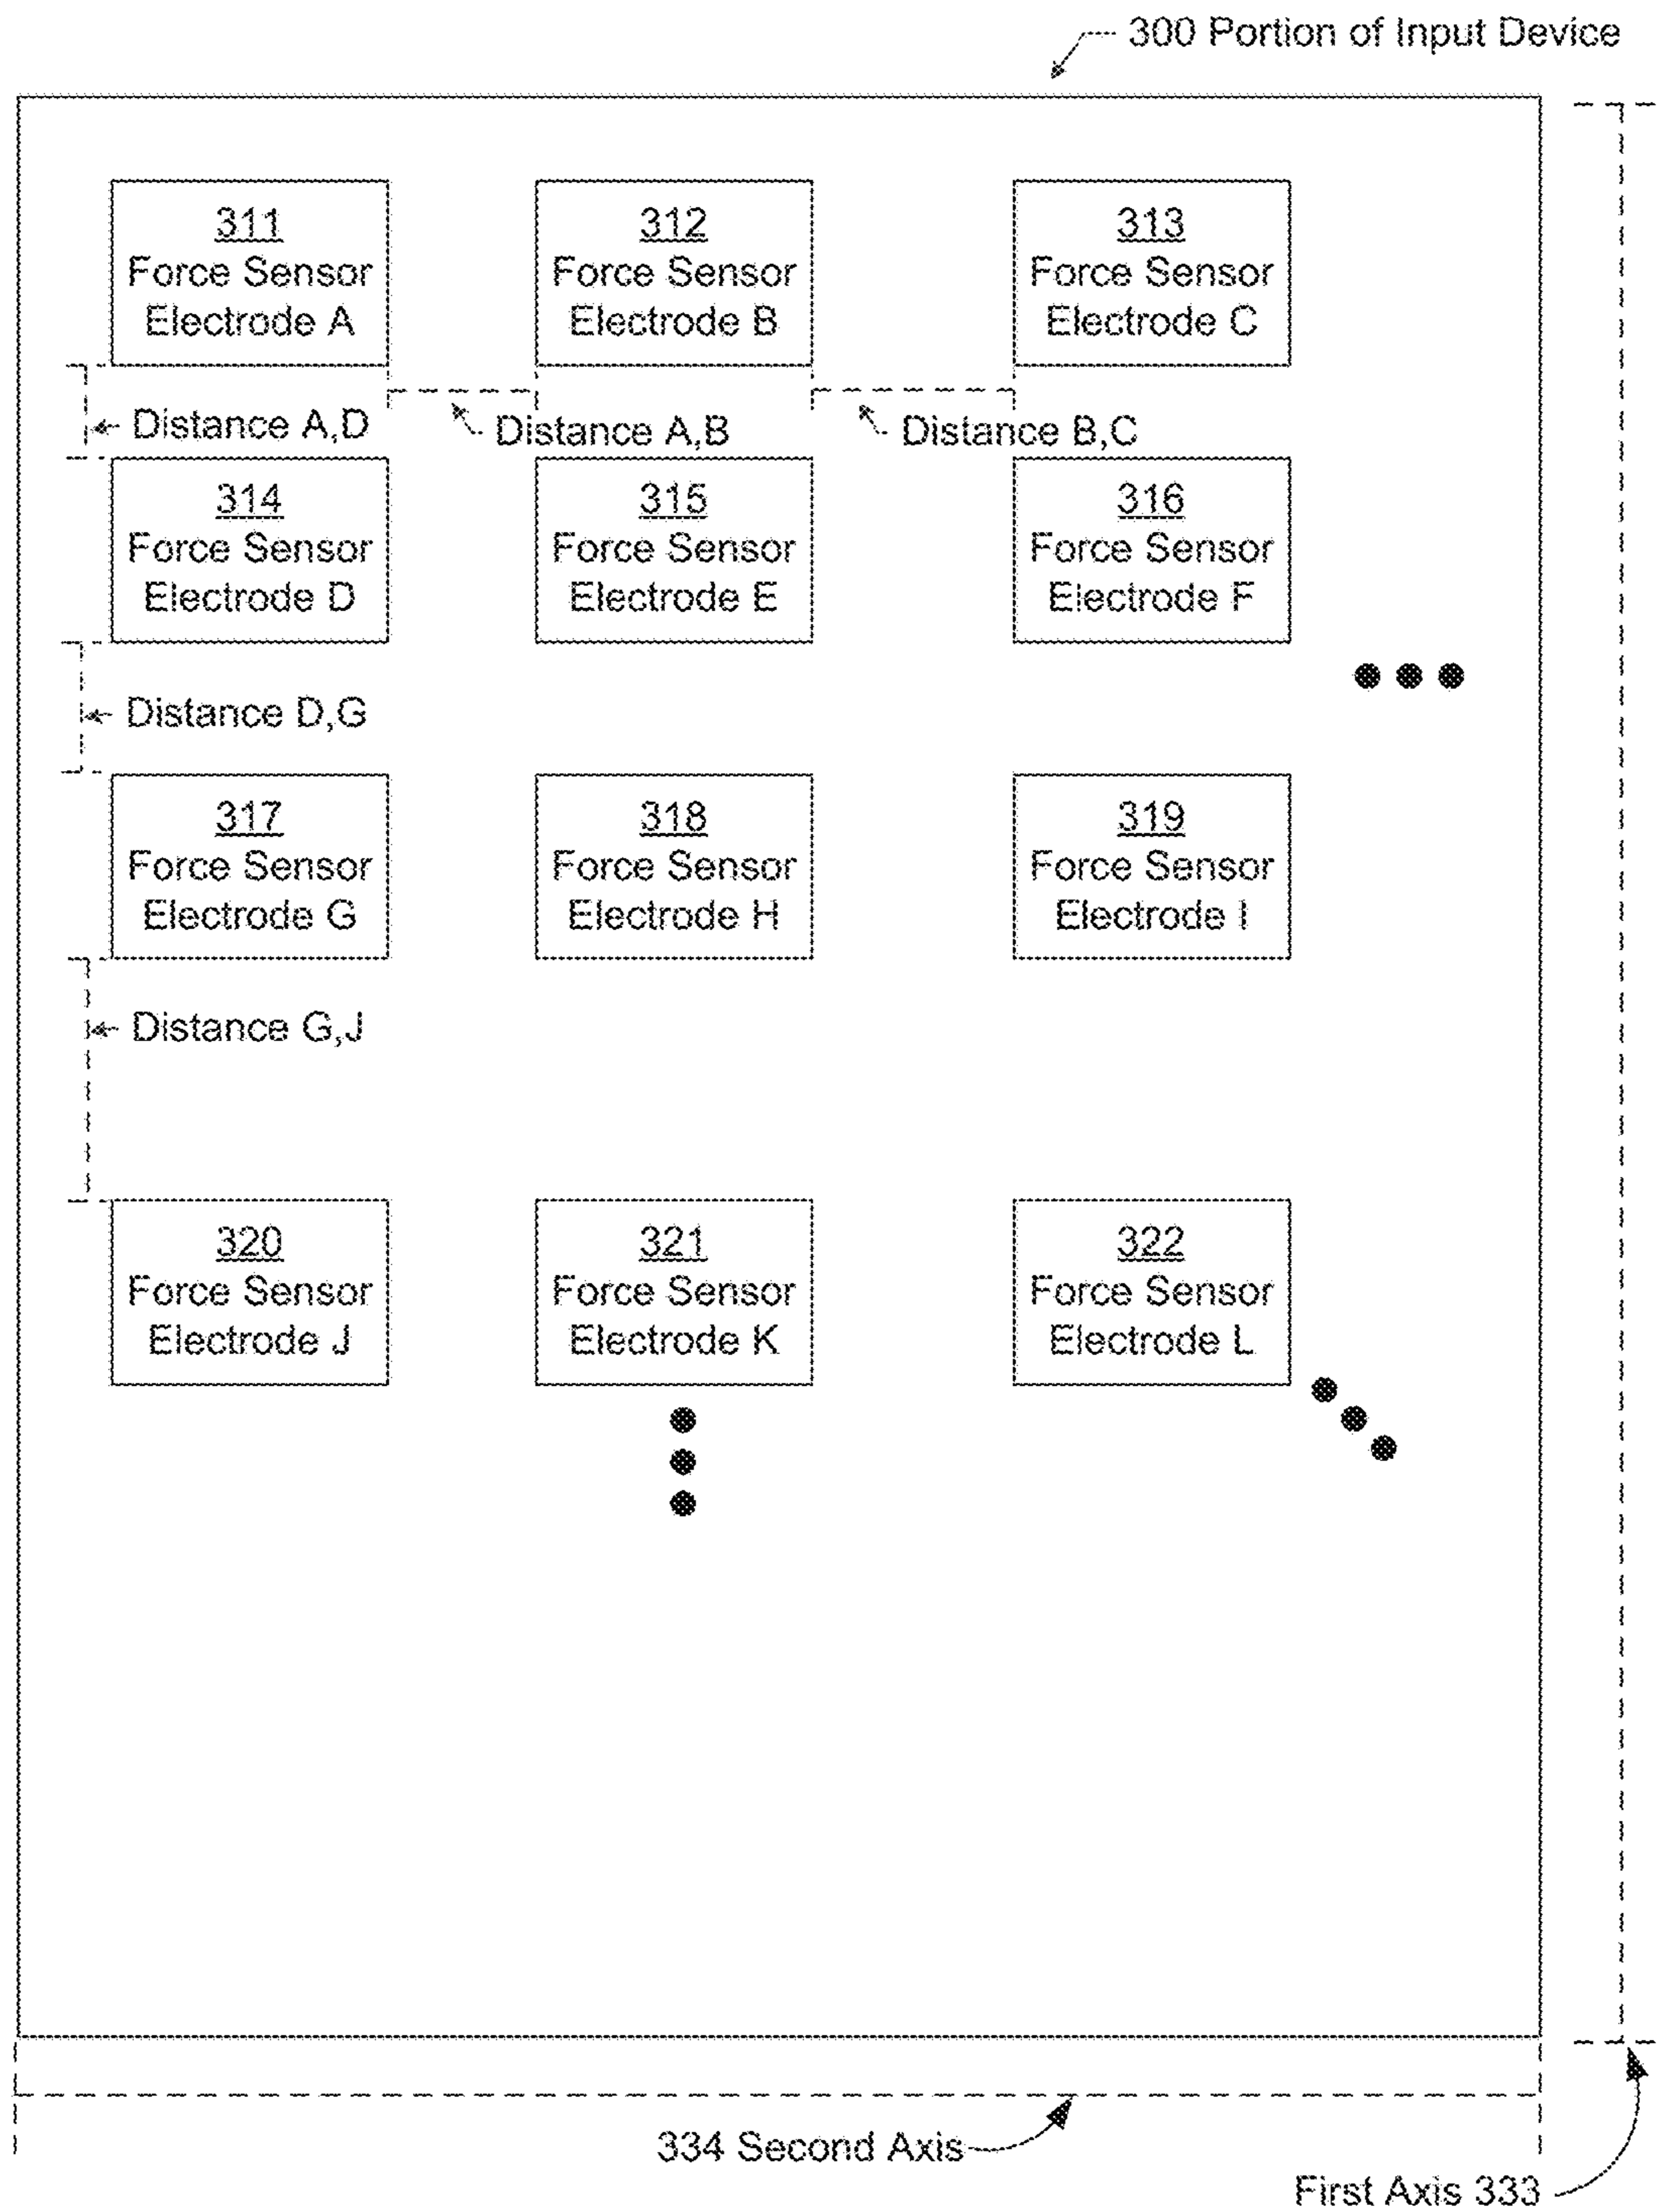 300 Portion of Input Device
311
Force Sensor
Electrode A
312
Force Sensor
Electrode B
313
Force Sensor
Electrode C
Distance A,D
Distance A,B
Distance B,C
314
Force Sensor
Electrode D
315
Force Sensor
Electrode E
316
Force Sensor
Electrode F
Distance D,G
317
Force Sensor
Electrode G
318
Force Sensor
Electrode H
319
Force Sensor
Electrode I
Distance G,J
320
Force Sensor
Electrode J
321
Force Sensor
Electrode K
322
Force Sensor
Electrode L
334 Second Axis
First Axis 333